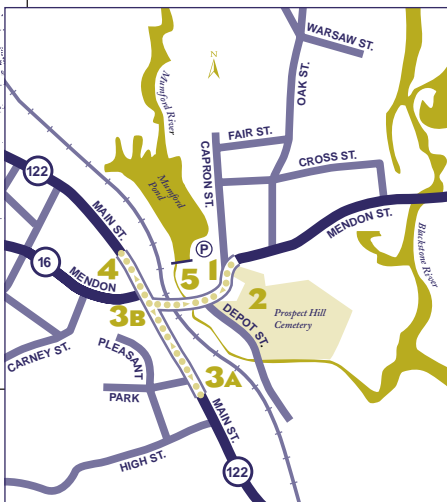 WARSAW ST.
N
OAK ST.
Mumford River
FAIR ST.
CAPRON ST.
CROSS ST.
122
Mumford
Pond
MAIN ST.
MENDON ST.
P
Blackstone River
16
MENDON
4
5
1
2
Prospect Hill
Cemetery
3B
DEPOT ST.
CARNEY ST.
PLEASANT
3A
PARK
MAIN ST.
HIGH ST.
122